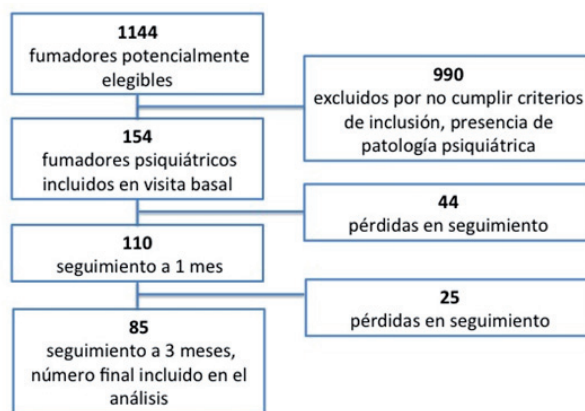 1144
fumadores potencialmente
elegibles
990
excluidos por no cumplir criterios
de inclusión, presencia de
patología psiquiátrica
154
fumadores psiquiátricos
incluidos en visita basal
44
pérdidas en seguimiento
110
seguimiento a 1 mes
25
pérdidas en seguimiento
85
seguimiento a 3 meses,
número final incluido en el
análisis